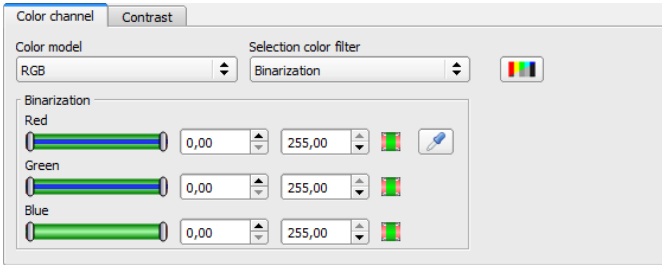 Color channel Contrast
Color model Selection color filter
RGB Binarization
Binarization
Red
0,00 255,00
Green
0,00 255,00
Blue
0,00 255,00